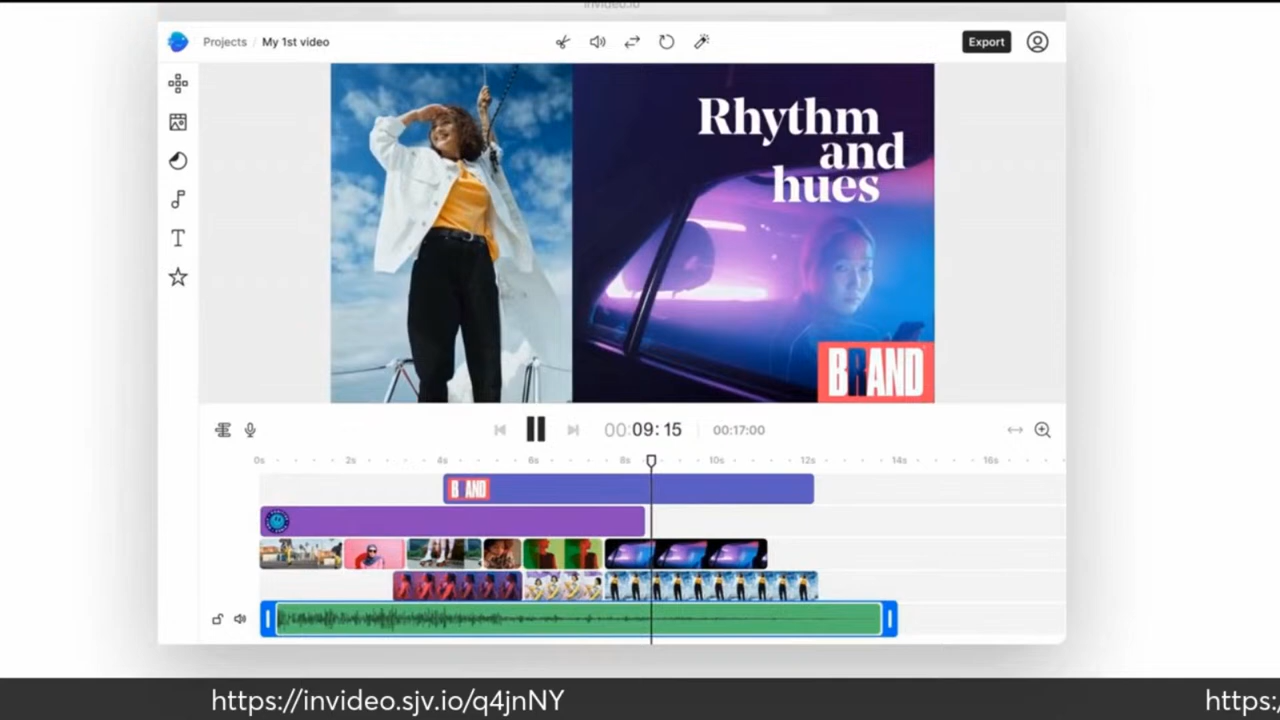 invideo.io
Projects / My 1st video
Export
Rhythm
and
hues
BRAND
00:09:15
00:17:00
0s 2s 4s 6s 8s 10s 12s 14s 16s
BRAND
https://invideo.sjv.io/q4jnNY
https:/